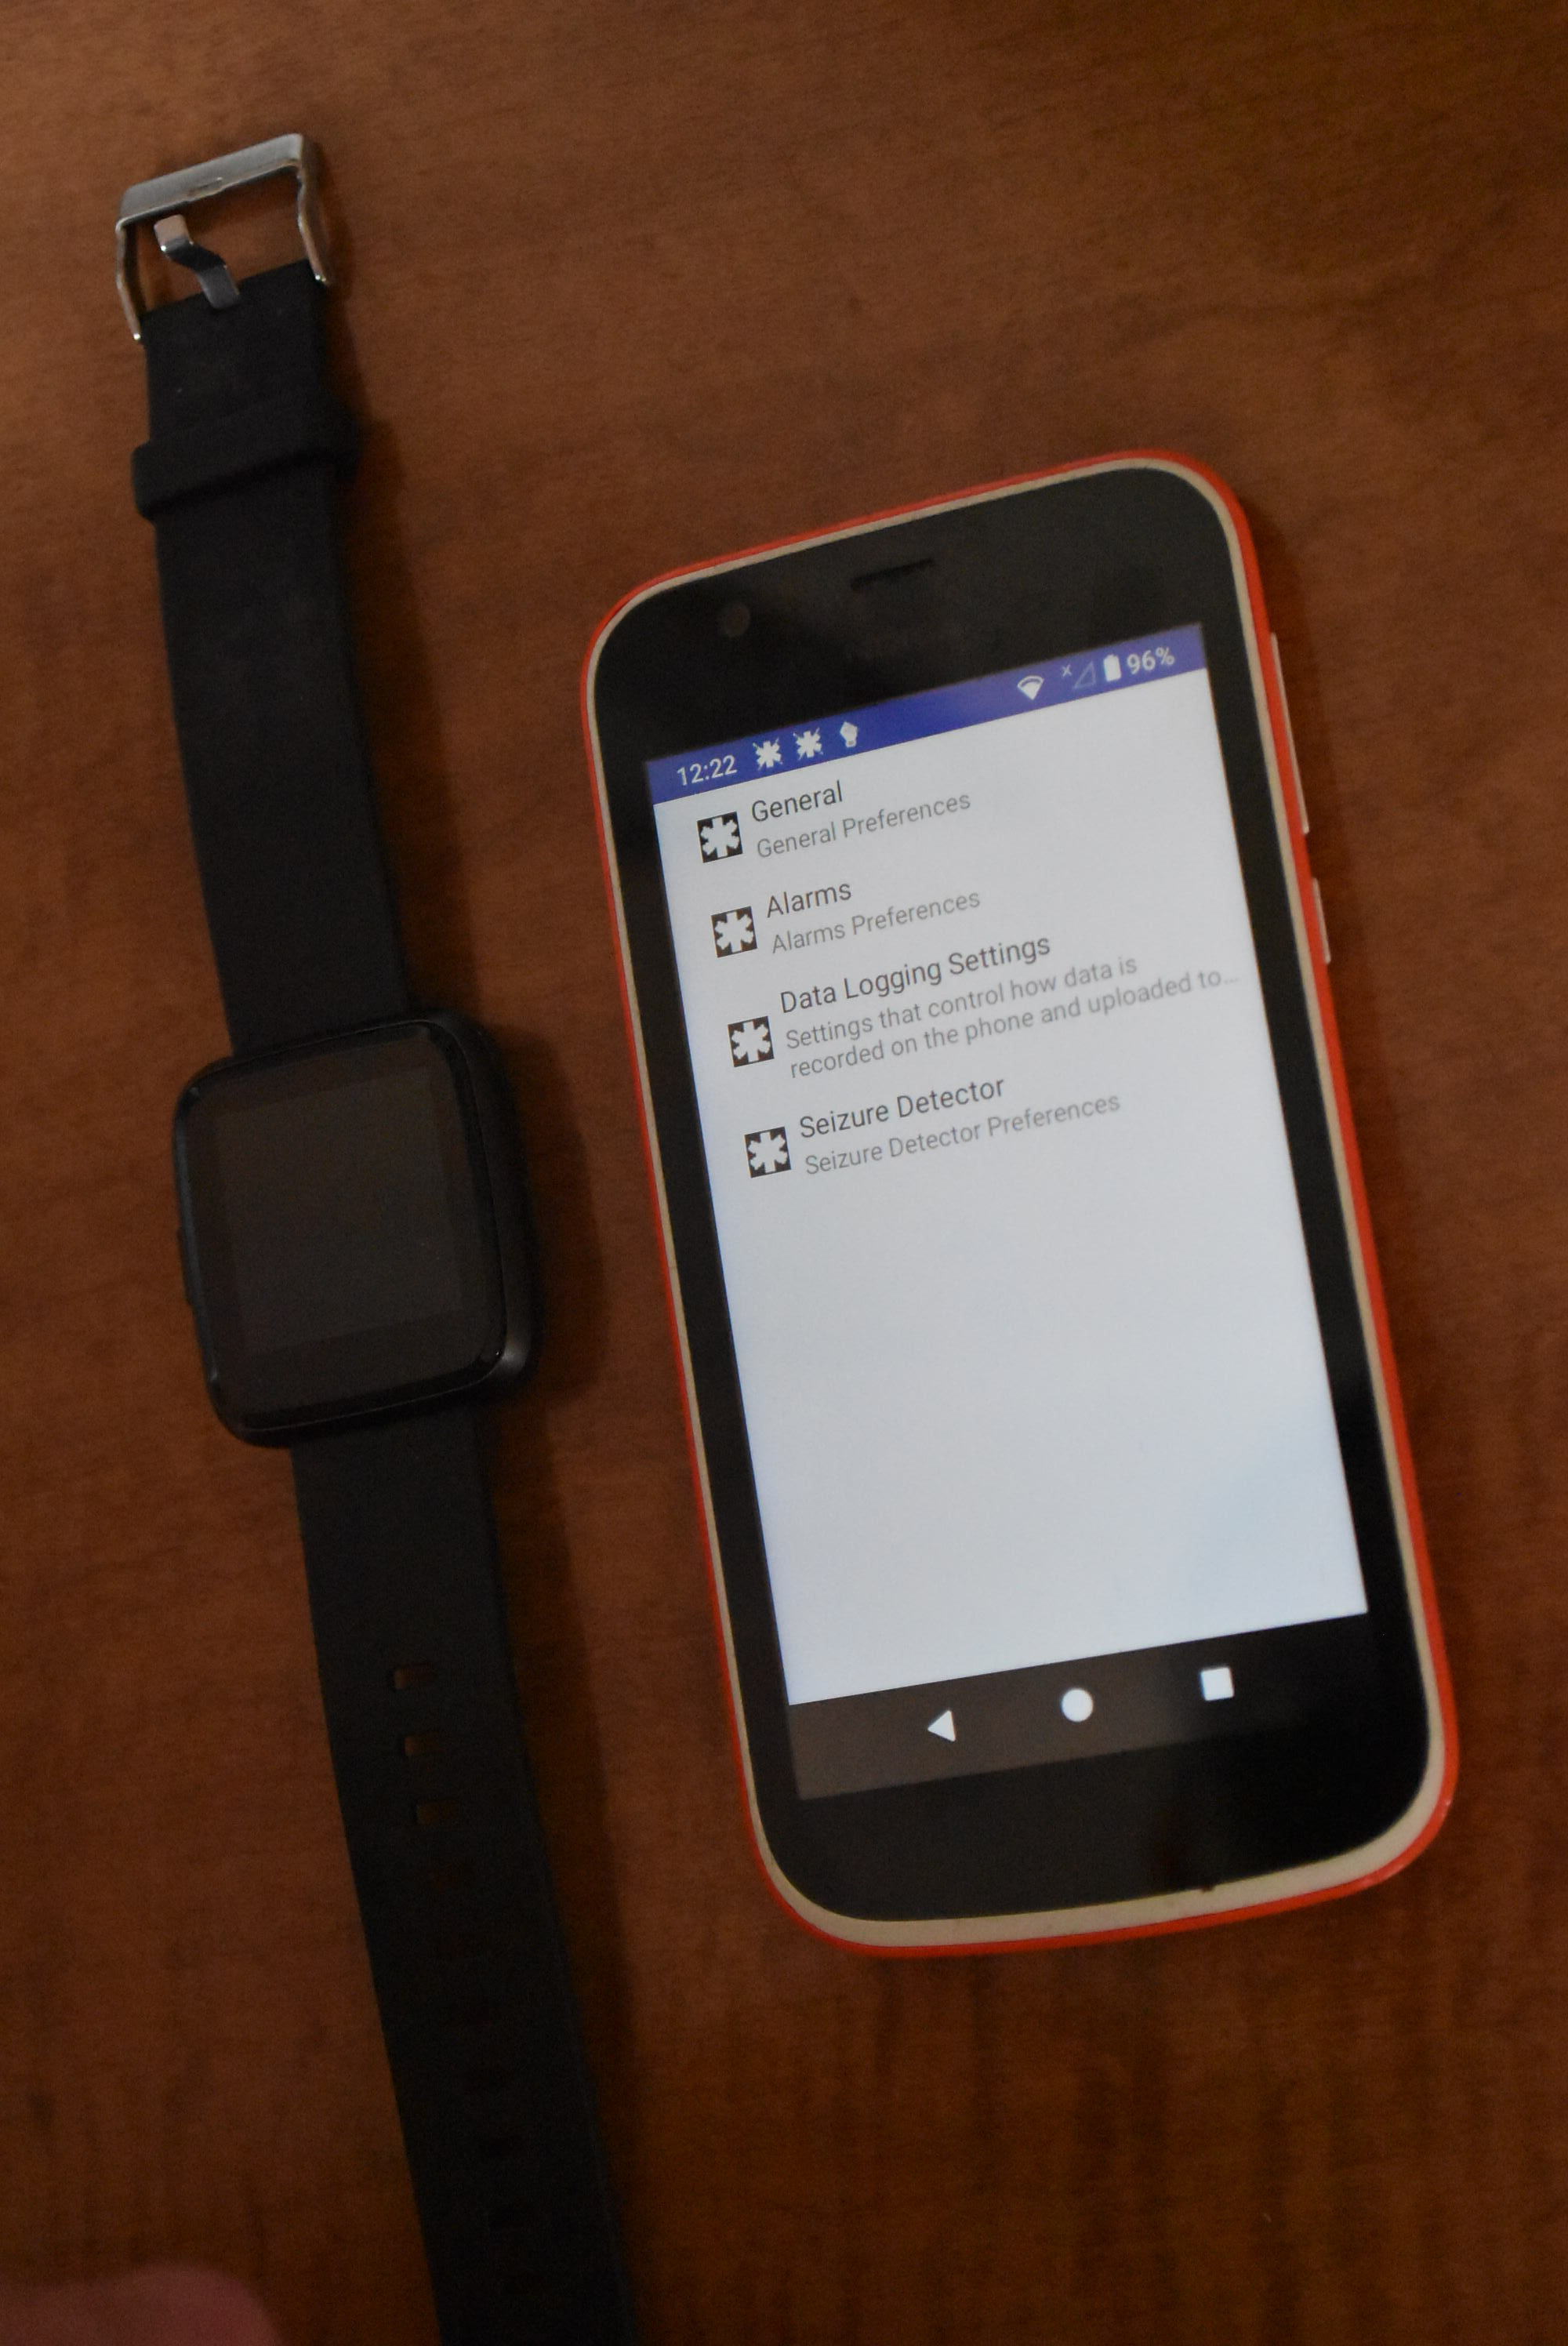 12:22 96%
General
General Preferences
Alarms
Alarms Preferences
Data Logging Settings
Settings that control how data is
recorded on the phone and uploaded to...
Seizure Detector
Seizure Detector Preferences